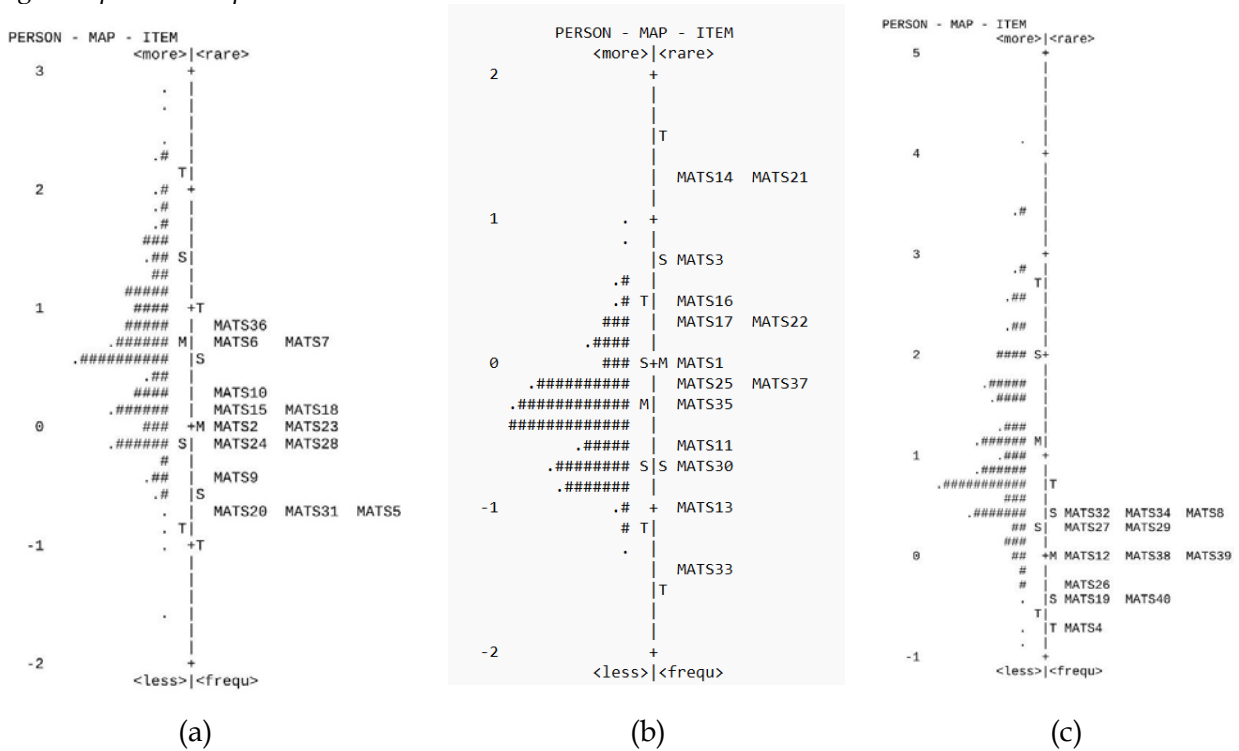 PERSON - MAP - ITEM
<more>|<rare>
3 +
. |
. |
|
. |
.# |
T|
2 .# +
.# |
.# |
### |
.## S|
## |
##### |
1 #### +T
##### | MATS36
.###### M| MATS6 MATS7
.########## |S
.## |
#### | MATS10
.###### | MATS15 MATS18
0 ### +M MATS2 MATS23
.###### S| MATS24 MATS28
# |
.## | MATS9
.# |S
. | MATS20 MATS31 MATS5
. T|
-1 . +T
|
|
|
|
|
. |
|
|
|
-2 +
<less>|<frequ>
(a)
PERSON - MAP - ITEM
<more>|<rare>
2 +
|
|
|
|T
|
|
| MATS14 MATS21
|
|
1 . +
. |
|S MATS3
.# |
.# T| MATS16
### | MATS17 MATS22
.#### |
0 ### S+M MATS1
.########## | MATS25 MATS37
.############ M| MATS35
############# |
.##### | MATS11
.######## S|S MATS30
.####### |
-1 .# + MATS13
# T|
. |
| MATS33
|T
|
|
|
-2 +
<less>|<frequ>
(b)
PERSON - MAP - ITEM
<more>|<rare>
5 +
|
|
|
|
|
. |
4 +
|
|
|
.# |
|
|
3 +
.# |
T|
.## |
|
.## |
|
2 #### S+
|
.##### |
.#### |
|
.### |
.###### M|
1 .### +
.###### |
.########### |T
### |
.####### |S MATS32 MATS34 MATS8
## S| MATS27 MATS29
### |
0 ## +M MATS12 MATS38 MATS39
# |
# | MATS26
. |S MATS19 MATS40
T|
. |T MATS4
. |
-1 +
<less>|<frequ>
(c)